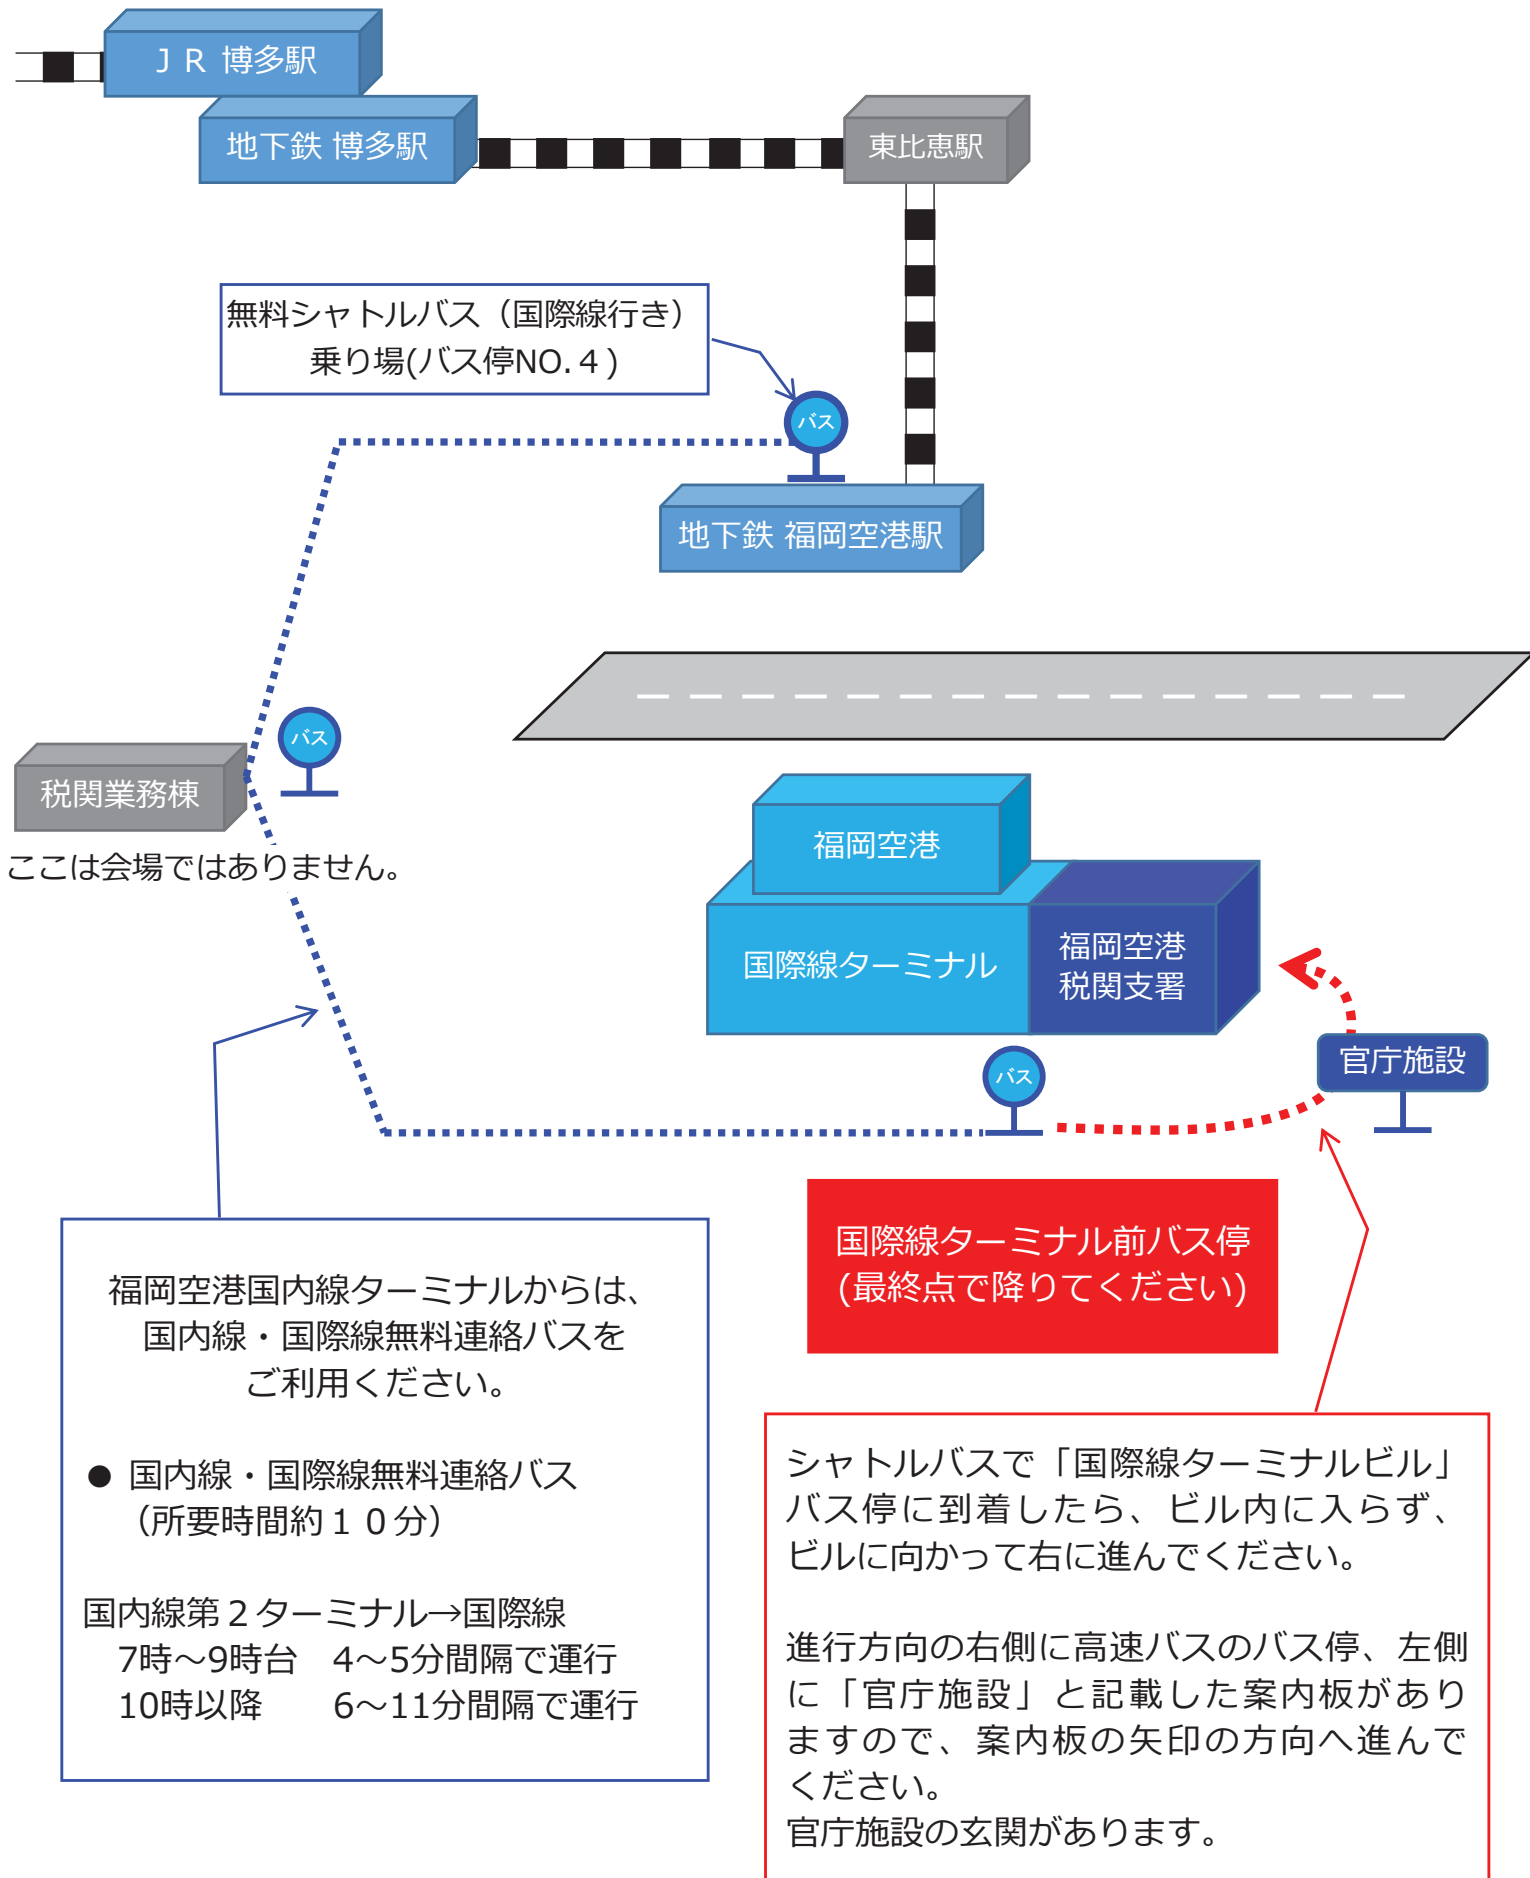 ＪＲ 博多駅
地下鉄 博多駅
東比恵駅
無料シャトルバス（国際線行き）
乗り場(バス停NO.４)
バス
地下鉄 福岡空港駅
バス
税関業務棟
ここは会場ではありません。
福岡空港
国際線ターミナル
福岡空港
税関支署
官庁施設
バス
国際線ターミナル前バス停
(最終点で降りてください)
福岡空港国内線ターミナルからは、
国内線・国際線無料連絡バスを
ご利用ください。
● 国内線・国際線無料連絡バス
（所要時間約１０分）
国内線第２ターミナル→国際線
7時～9時台　4～5分間隔で運行
10時以降　　6～11分間隔で運行
シャトルバスで「国際線ターミナルビル」
バス停に到着したら、ビル内に入らず、
ビルに向かって右に進んでください。
進行方向の右側に高速バスのバス停、左側
に「官庁施設」と記載した案内板があり
ますので、案内板の矢印の方向へ進んで
ください。
官庁施設の玄関があります。